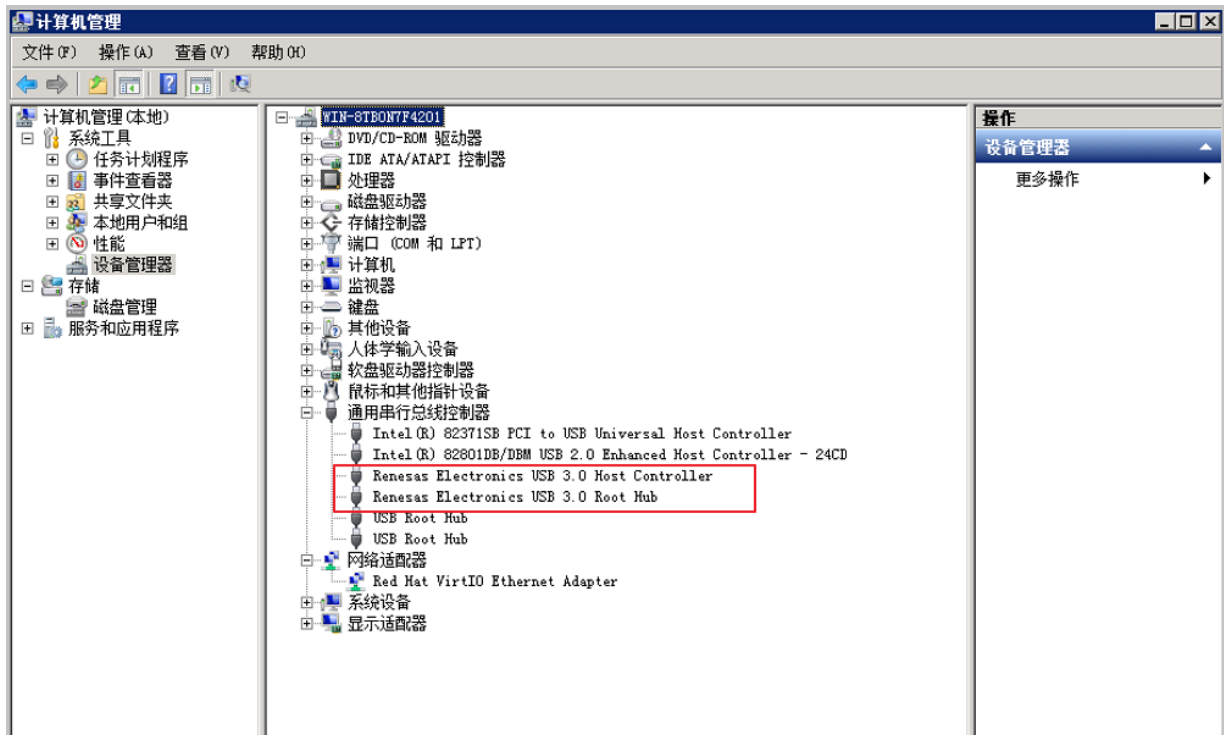 计算机管理
文件(F) 操作(A) 查看(V) 帮助(H)
计算机管理(本地)
系统工具
任务计划程序
事件查看器
共享文件夹
本地用户和组
性能
设备管理器
存储
磁盘管理
服务和应用程序
WIN-8TBON7F4201
DVD/CD-ROM 驱动器
IDE ATA/ATAPI 控制器
处理器
磁盘驱动器
存储控制器
端口 (COM 和 LPT)
计算机
监视器
键盘
其他设备
人体学输入设备
软盘驱动器控制器
鼠标和其他指针设备
通用串行总线控制器
Intel(R) 82371SB PCI to USB Universal Host Controller
Intel(R) 82801DB/DBM USB 2.0 Enhanced Host Controller - 24CD
Renesas Electronics USB 3.0 Host Controller
Renesas Electronics USB 3.0 Root Hub
USB Root Hub
USB Root Hub
网络适配器
Red Hat VirtIO Ethernet Adapter
系统设备
显示适配器
操作
设备管理器
更多操作